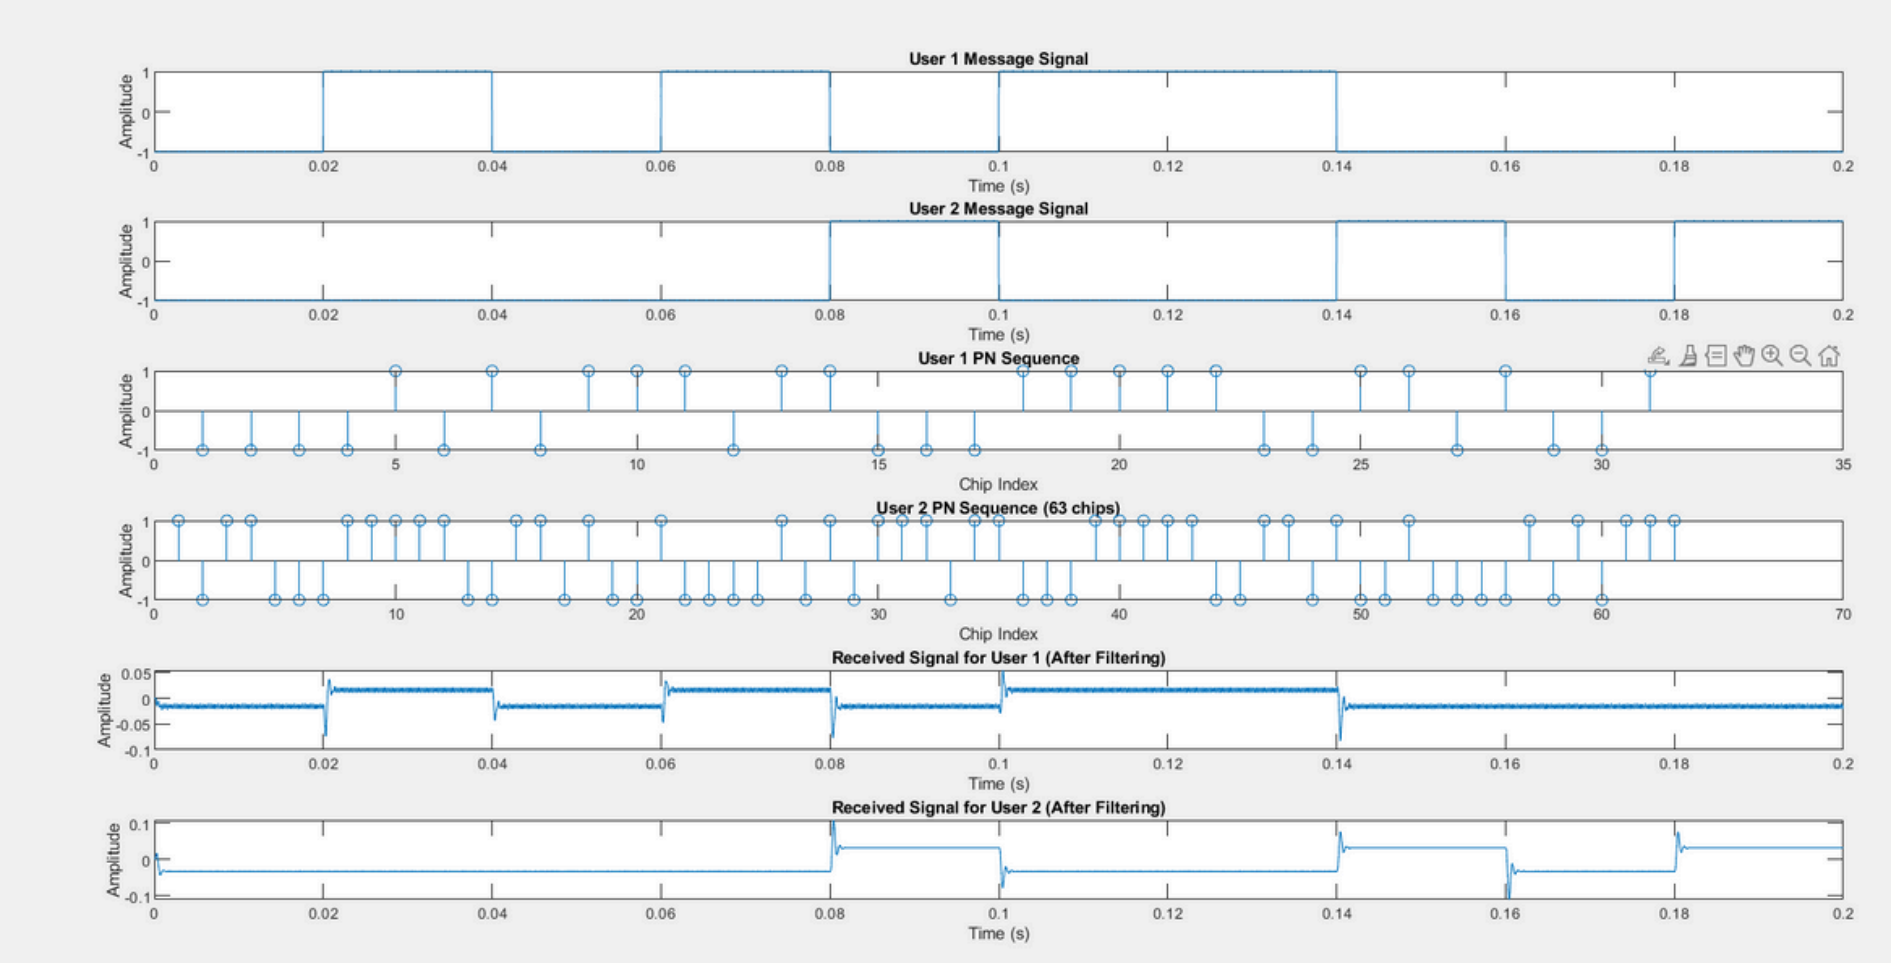 User 1 Message Signal
Amplitude
1
0
-1
0 0.02 0.04 0.06 0.08 0.1 0.12 0.14 0.16 0.18 0.2
Time (s)
User 2 Message Signal
Amplitude
1
0
-1
0 0.02 0.04 0.06 0.08 0.1 0.12 0.14 0.16 0.18 0.2
Time (s)
User 1 PN Sequence
Amplitude
1
0
-1
0 5 10 15 20 25 30 35
Chip Index
User 2 PN Sequence (63 chips)
Amplitude
1
0
-1
0 10 20 30 40 50 60 70
Chip Index
Received Signal for User 1 (After Filtering)
Amplitude
0.05
0
-0.05
-0.1
0 0.02 0.04 0.06 0.08 0.1 0.12 0.14 0.16 0.18 0.2
Time (s)
Received Signal for User 2 (After Filtering)
Amplitude
0.1
0
-0.1
0 0.02 0.04 0.06 0.08 0.1 0.12 0.14 0.16 0.18 0.2
Time (s)